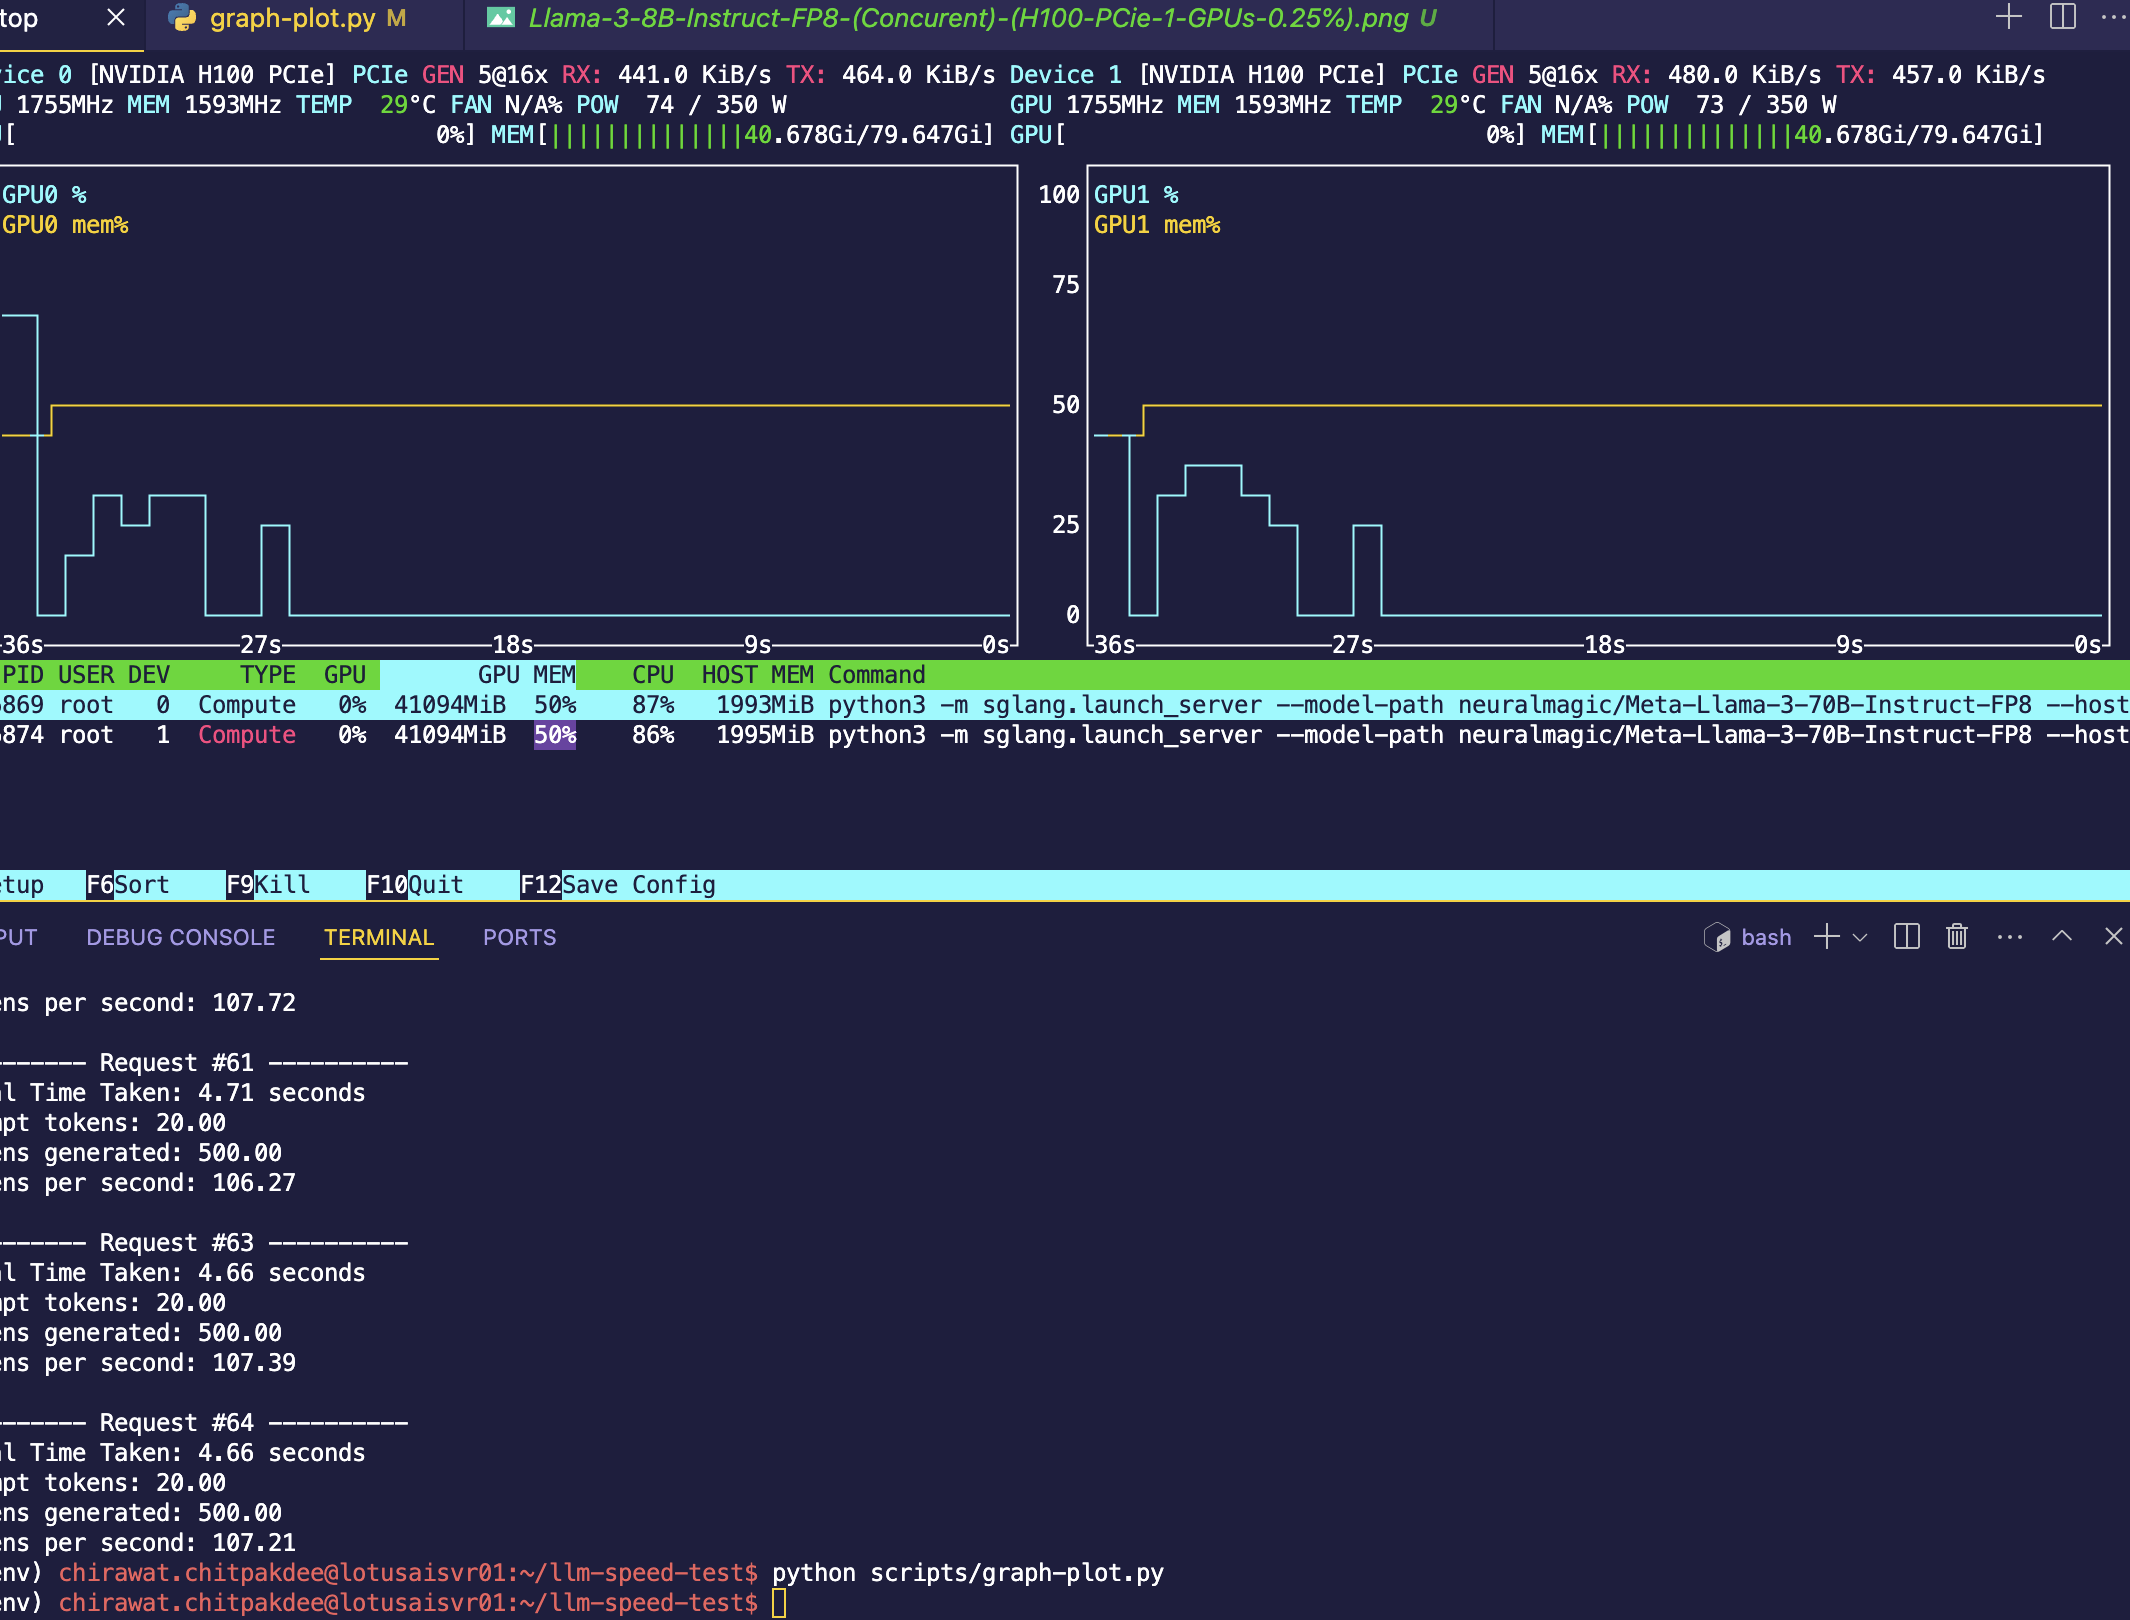 top × graph-plot.py M Llama-3-8B-Instruct-FP8-(Concurent)-(H100-PCie-1-GPUs-0.25%).png U
ice 0 [NVIDIA H100 PCIe] PCIe GEN 5@16x RX: 441.0 KiB/s TX: 464.0 KiB/s Device 1 [NVIDIA H100 PCIe] PCIe GEN 5@16x RX: 480.0 KiB/s TX: 457.0 KiB/s
1755MHz MEM 1593MHz TEMP 29°C FAN N/A% POW 74 / 350 W GPU 1755MHz MEM 1593MHz TEMP 29°C FAN N/A% POW 73 / 350 W
[ 0%] MEM[||||||||||||||40.678Gi/79.647Gi] GPU[ 0%] MEM[||||||||||||||40.678Gi/79.647Gi]
GPU0 % 100 GPU1 %
GPU0 mem% GPU1 mem%
75
50
25
0
36s 27s 18s 9s 0s 36s 27s 18s 9s 0s
PID USER DEV TYPE GPU GPU MEM CPU HOST MEM Command
869 root 0 Compute 0% 41094MiB 50% 87% 1993MiB python3 -m sglang.launch_server --model-path neuralmagic/Meta-Llama-3-70B-Instruct-FP8 --host
874 root 1 Compute 0% 41094MiB 50% 86% 1995MiB python3 -m sglang.launch_server --model-path neuralmagic/Meta-Llama-3-70B-Instruct-FP8 --host
tup F6Sort F9Kill F10Quit F12Save Config
PUT DEBUG CONSOLE TERMINAL PORTS bash
ens per second: 107.72
------ Request #61 ----------
l Time Taken: 4.71 seconds
pt tokens: 20.00
ens generated: 500.00
ens per second: 106.27
------ Request #63 ----------
l Time Taken: 4.66 seconds
pt tokens: 20.00
ens generated: 500.00
ens per second: 107.39
------ Request #64 ----------
l Time Taken: 4.66 seconds
pt tokens: 20.00
ens generated: 500.00
ens per second: 107.21
env) chirawat.chitpakdee@lotusaisvr01:~/llm-speed-test$ python scripts/graph-plot.py
env) chirawat.chitpakdee@lotusaisvr01:~/llm-speed-test$